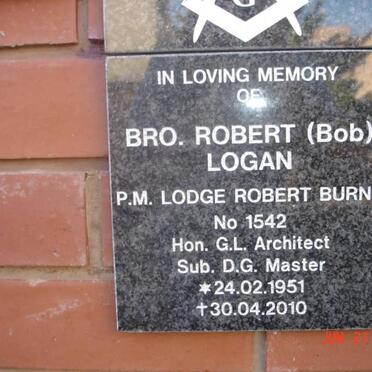 G
IN LOVING MEMORY
OF
BRO. ROBERT (Bob)
LOGAN
P.M. LODGE ROBERT BURN
No 1542
Hon. G.L. Architect
Sub. D.G. Master
*24.02.1951
†30.04.2010
JUN